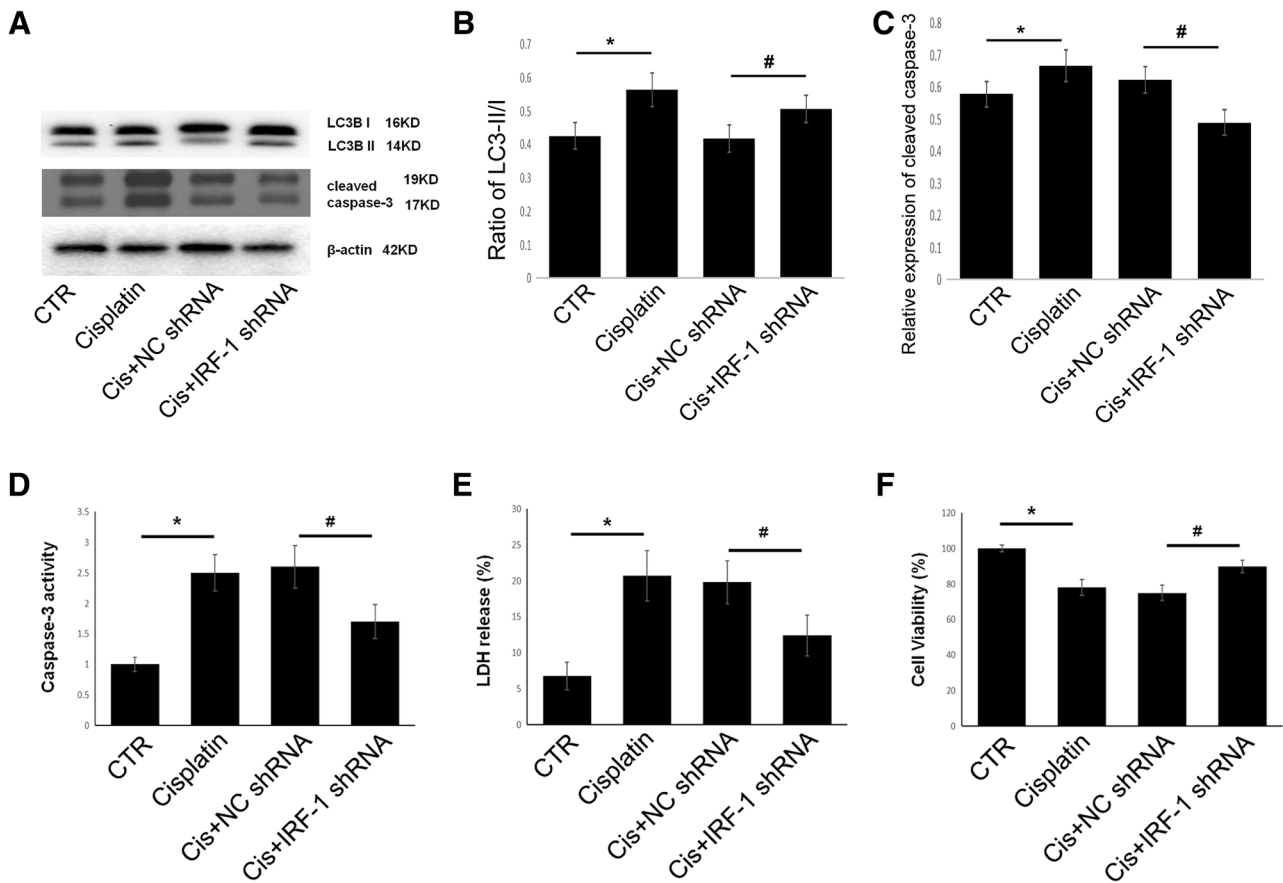 A
LC3B I 16KD
LC3B II 14KD
cleaved caspase-3
19KD
17KD
β-actin 42KD
CTR
Cisplatin
Cis+NC shRNA
Cis+IRF-1 shRNA
B
Ratio of LC3-II/I
0.7
0.6
0.5
0.4
0.3
0.2
0.1
0
*
#
CTR
Cisplatin
Cis+NC shRNA
Cis+IRF-1 shRNA
C
Relative expression of cleaved caspase-3
0.8
0.7
0.6
0.5
0.4
0.3
0.2
0.1
0
*
#
CTR
Cisplatin
Cis+NC shRNA
Cis+IRF-1 shRNA
D
Caspase-3 activity
3.5
3
2.5
2
1.5
1
0.5
0
*
#
CTR
Cisplatin
Cis+NC shRNA
Cis+IRF-1 shRNA
E
LDH release (%)
30
25
20
15
10
5
0
*
#
CTR
Cisplatin
Cis+NC shRNA
Cis+IRF-1 shRNA
F
Cell Viability (%)
120
100
80
60
40
20
0
*
#
CTR
Cisplatin
Cis+NC shRNA
Cis+IRF-1 shRNA